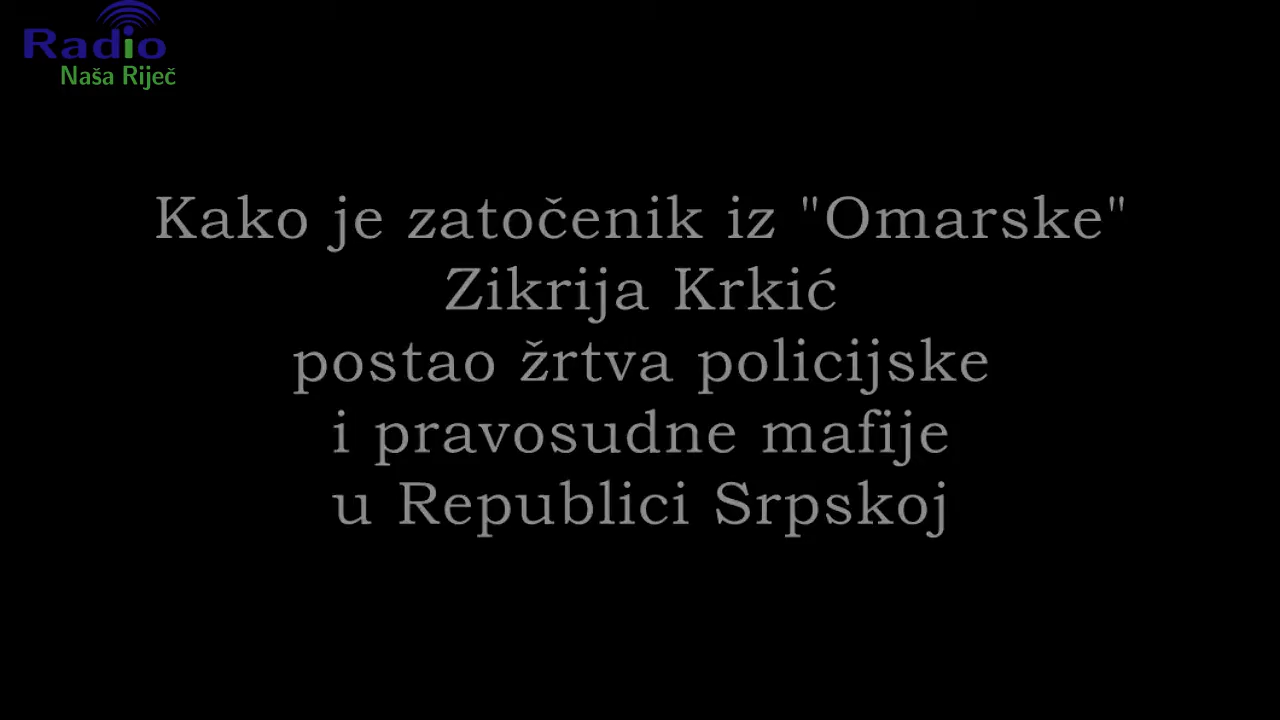 Radio
Naša Riječ
Kako je zatočenik iz "Omarske"
Zikrija Krkić
postao žrtva policijske
i pravosudne mafije
u Republici Srpskoj